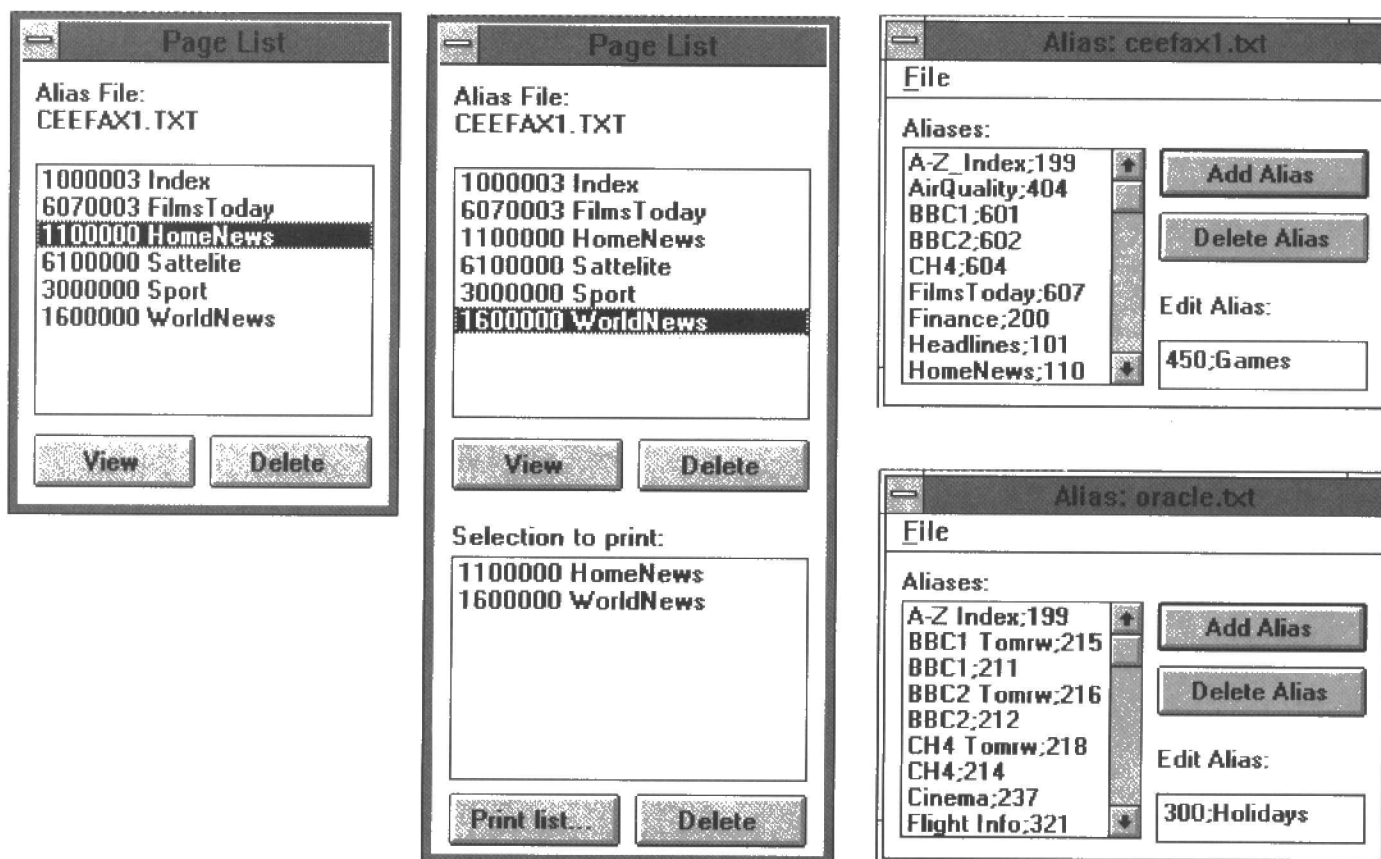 Page List
Alias File:
CEEFAX1.TXT
1000003 Index
6070003 FilmsToday
1100000 HomeNews
6100000 Sattelite
3000000 Sport
1600000 WorldNews
View
Delete
Page List
Alias File:
CEEFAX1.TXT
1000003 Index
6070003 FilmsToday
1100000 HomeNews
6100000 Sattelite
3000000 Sport
1600000 WorldNews
View
Delete
Selection to print:
1100000 HomeNews
1600000 WorldNews
Print list...
Delete
Alias: ceefax1.txt
File
Aliases:
A-Z_Index;199
AirQuality;404
BBC1;601
BBC2;602
CH4;604
FilmsToday;607
Finance;200
Headlines;101
HomeNews;110
Add Alias
Delete Alias
Edit Alias:
450;Games
Alias: oracle.txt
File
Aliases:
A-Z Index;199
BBC1 Tomrw;215
BBC1;211
BBC2 Tomrw;216
BBC2;212
CH4 Tomrw;218
CH4;214
Cinema;237
Flight Info;321
Add Alias
Delete Alias
Edit Alias:
300;Holidays